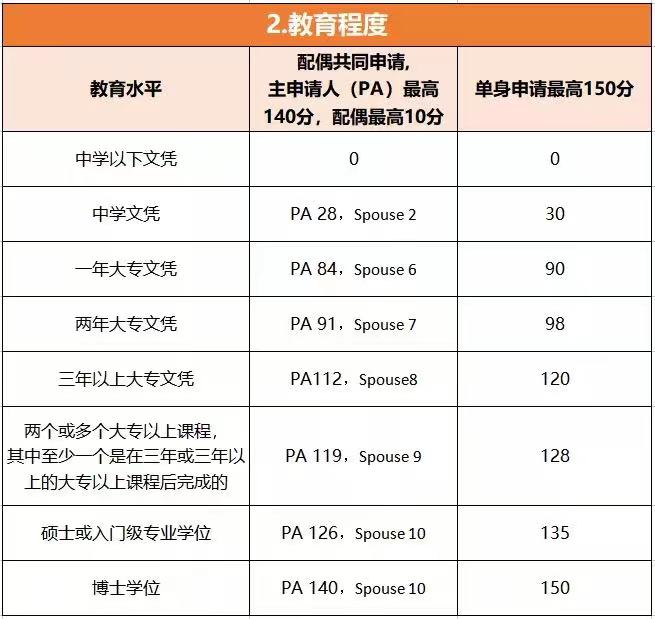 2.教育程度
教育水平
配偶共同申请,
主申请人（PA）最高
140分，配偶最高10分
单身申请最高150分
中学以下文凭
0
0
中学文凭
PA 28，Spouse 2
30
一年大专文凭
PA 84，Spouse 6
90
两年大专文凭
PA 91，Spouse 7
98
三年以上大专文凭
PA112，Spouse8
120
两个或多个大专以上课程，
其中至少一个是在三年或三年以
上的大专以上课程后完成的
PA 119，Spouse 9
128
硕士或入门级专业学位
PA 126，Spouse 10
135
博士学位
PA 140，Spouse 10
150